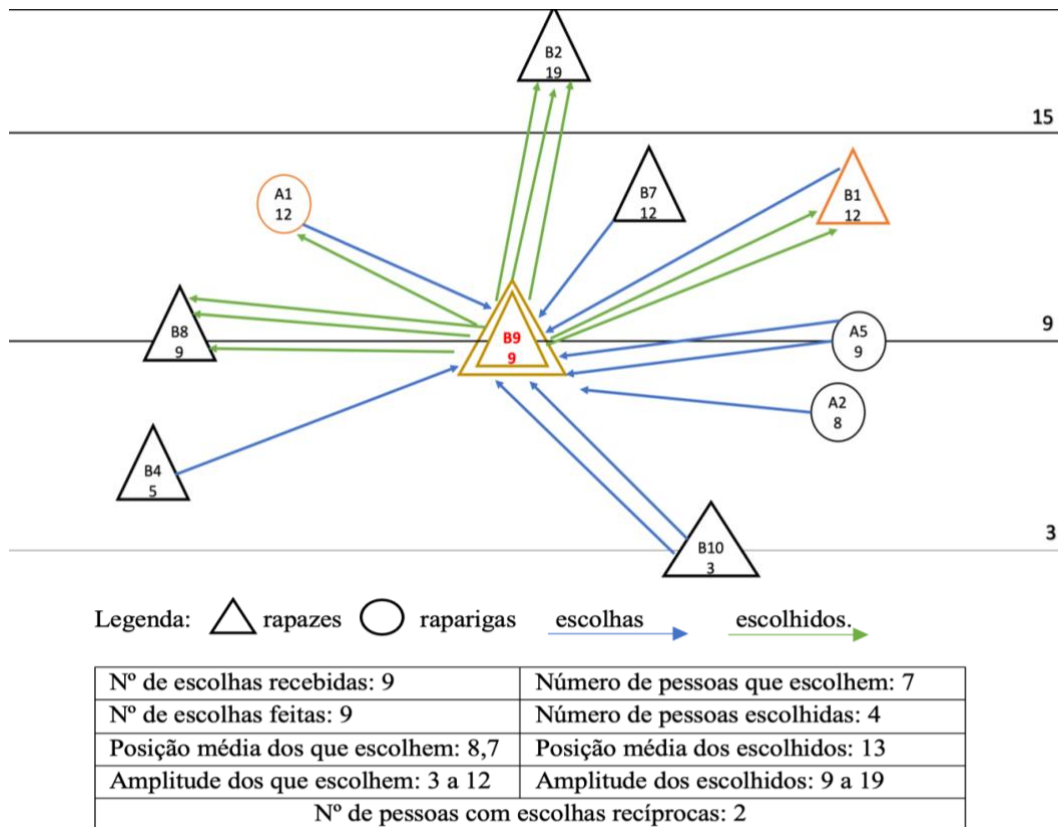 B2
19
15
A1
12
B7
12
B1
12
B8
9
B9
9
9
A5
9
A2
8
B4
5
B10
3
3
Legenda: rapazes raparigas escolhas escolhidos.
Nº de escolhas recebidas: 9 Número de pessoas que escolhem: 7
Nº de escolhas feitas: 9 Número de pessoas escolhidas: 4
Posição média dos que escolhem: 8,7 Posição média dos escolhidos: 13
Amplitude dos que escolhem: 3 a 12 Amplitude dos escolhidos: 9 a 19
Nº de pessoas com escolhas recíprocas: 2